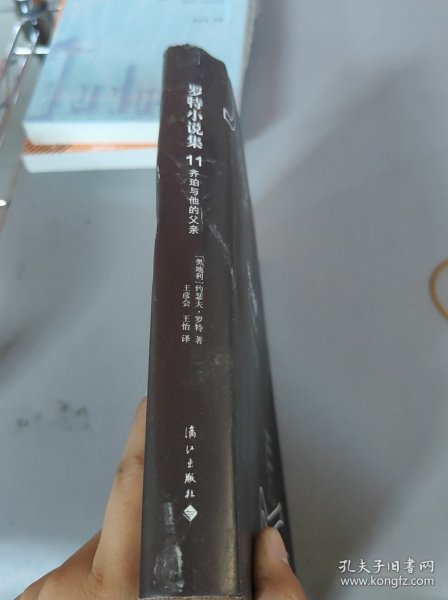 罗特小说集
11 齐珀与他的父亲
[奥地利]约瑟夫·罗特 著
王彦会 王怡 译
漓江出版社
孔夫子旧书网
www.kongfz.com